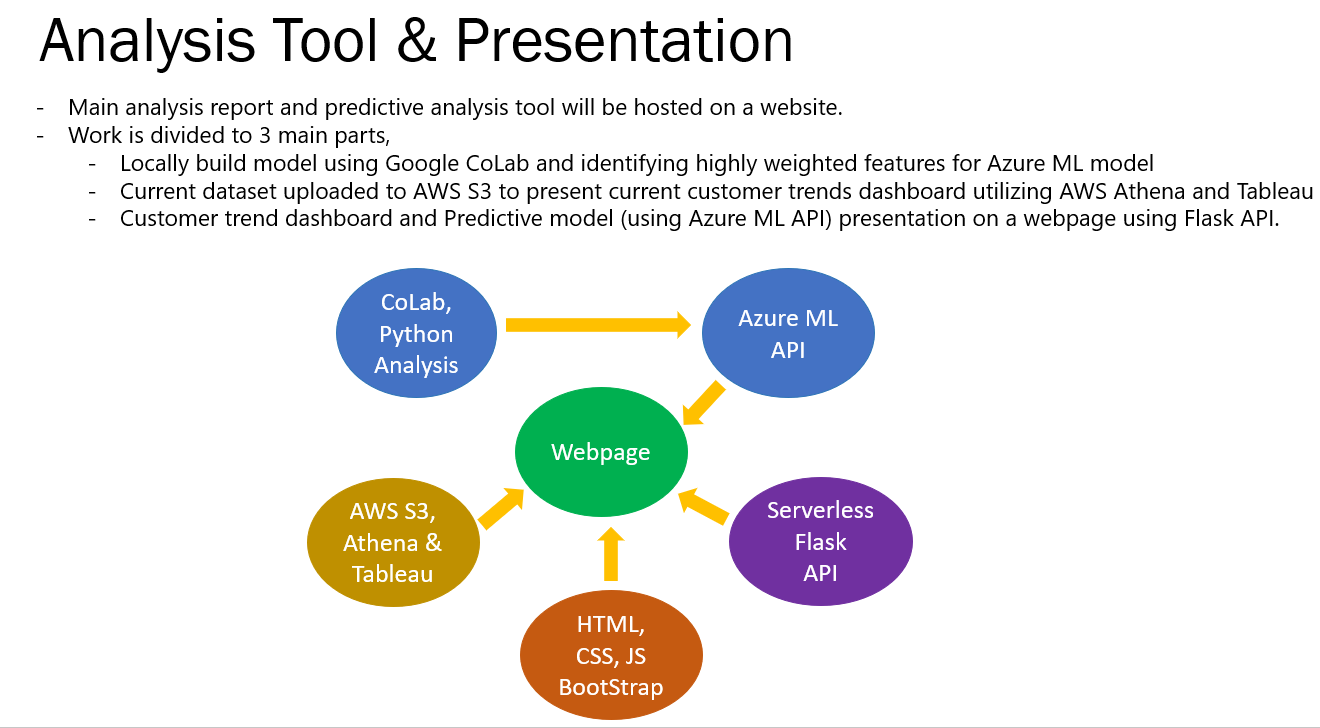 Analysis Tool & Presentation
- Main analysis report and predictive analysis tool will be hosted on a website.
- Work is divided to 3 main parts,
- Locally build model using Google CoLab and identifying highly weighted features for Azure ML model
- Current dataset uploaded to AWS S3 to present current customer trends dashboard utilizing AWS Athena and Tableau
- Customer trend dashboard and Predictive model (using Azure ML API) presentation on a webpage using Flask API.
CoLab,
Python
Analysis
Azure ML
API
Webpage
AWS S3,
Athena &
Tableau
Serverless
Flask
API
HTML,
CSS, JS
BootStrap